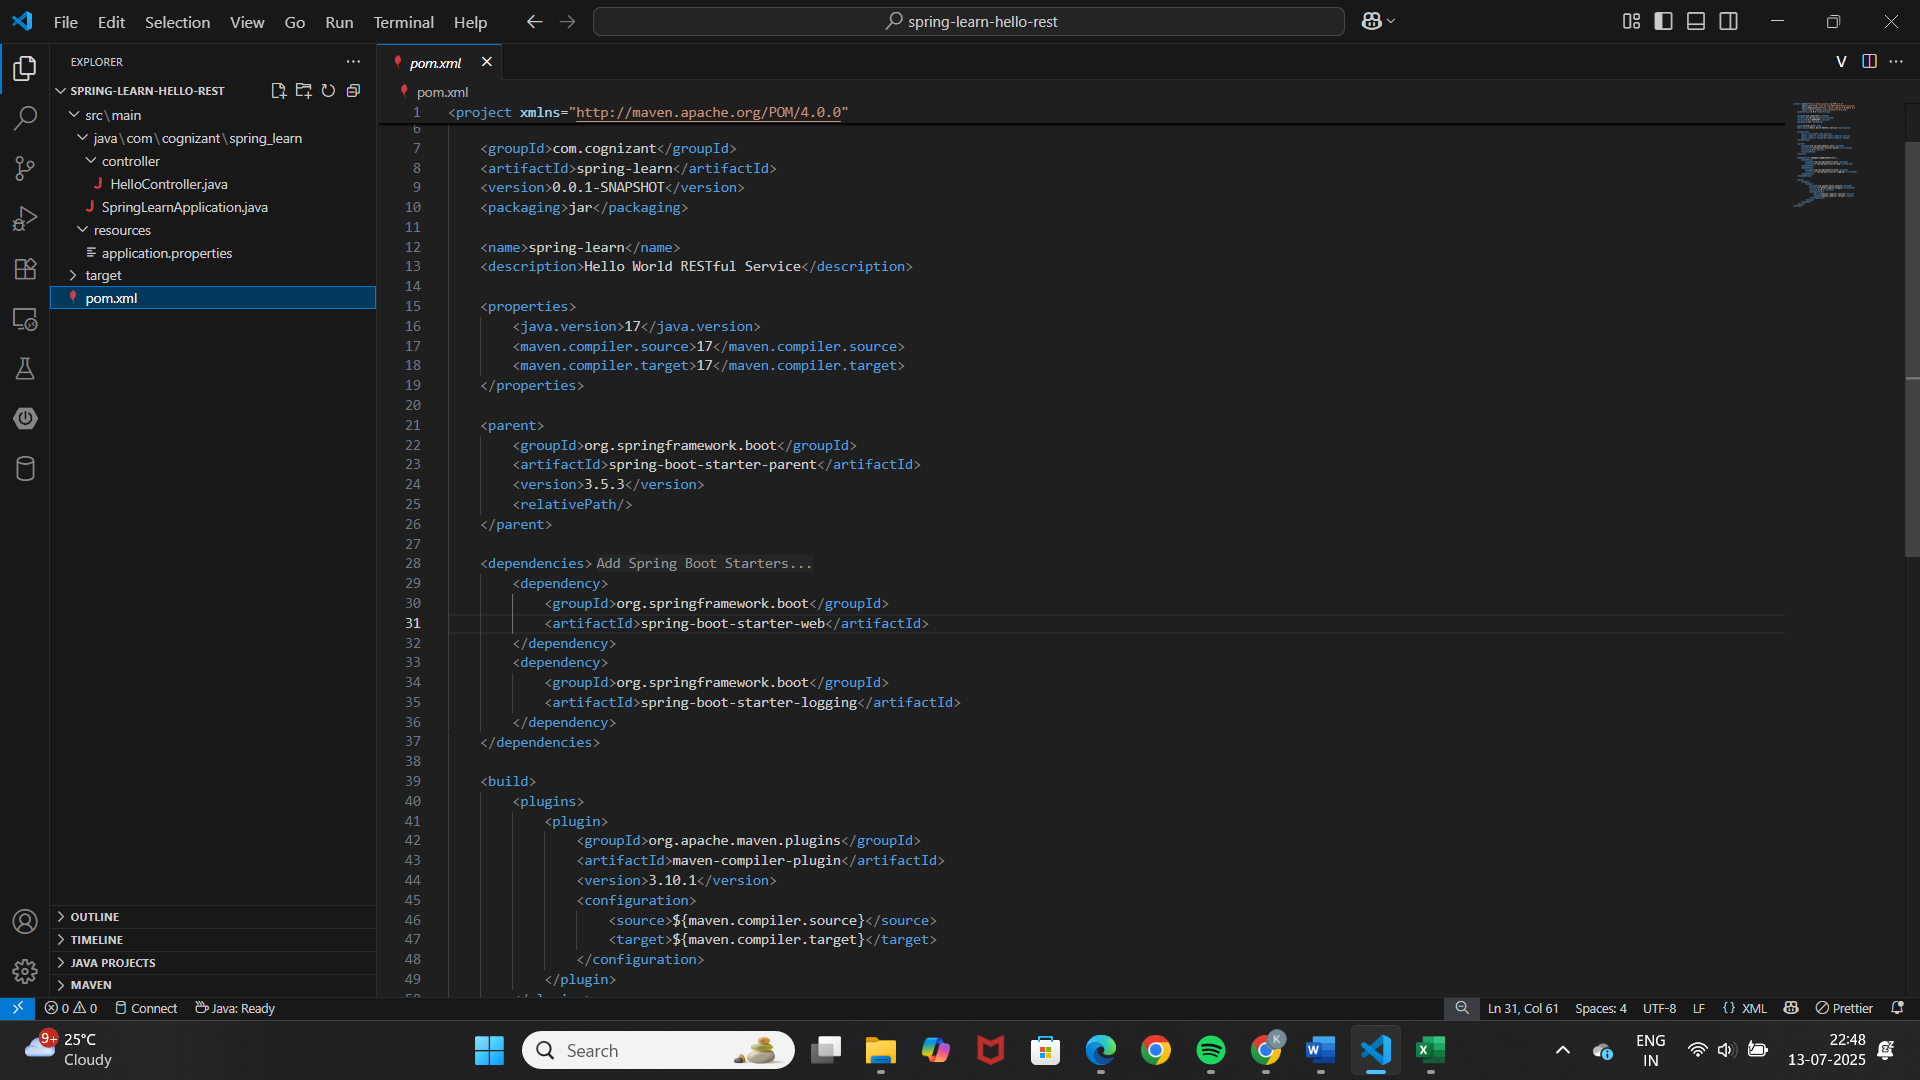 File Edit Selection View Go Run Terminal Help
spring-learn-hello-rest
EXPLORER
SPRING-LEARN-HELLO-REST
src\main
java\com\cognizant\spring_learn
controller
HelloController.java
SpringLearnApplication.java
resources
application.properties
target
pom.xml
OUTLINE
TIMELINE
JAVA PROJECTS
MAVEN
pom.xml
pom.xml
1 <project xmlns="http://maven.apache.org/POM/4.0.0"
6
7 <groupId>com.cognizant</groupId>
8 <artifactId>spring-learn</artifactId>
9 <version>0.0.1-SNAPSHOT</version>
10 <packaging>jar</packaging>
11
12 <name>spring-learn</name>
13 <description>Hello World RESTful Service</description>
14
15 <properties>
16 <java.version>17</java.version>
17 <maven.compiler.source>17</maven.compiler.source>
18 <maven.compiler.target>17</maven.compiler.target>
19 </properties>
20
21 <parent>
22 <groupId>org.springframework.boot</groupId>
23 <artifactId>spring-boot-starter-parent</artifactId>
24 <version>3.5.3</version>
25 <relativePath/>
26 </parent>
27
28 <dependencies> Add Spring Boot Starters...
29 <dependency>
30 <groupId>org.springframework.boot</groupId>
31 <artifactId>spring-boot-starter-web</artifactId>
32 </dependency>
33 <dependency>
34 <groupId>org.springframework.boot</groupId>
35 <artifactId>spring-boot-starter-logging</artifactId>
36 </dependency>
37 </dependencies>
38
39 <build>
40 <plugins>
41 <plugin>
42 <groupId>org.apache.maven.plugins</groupId>
43 <artifactId>maven-compiler-plugin</artifactId>
44 <version>3.10.1</version>
45 <configuration>
46 <source>${maven.compiler.source}</source>
47 <target>${maven.compiler.target}</target>
48 </configuration>
49 </plugin>
0 0 Connect Java: Ready
Ln 31, Col 61 Spaces: 4 UTF-8 LF {} XML Prettier
9+ 25°C
Cloudy
Search
ENG
IN
22:48
13-07-2025